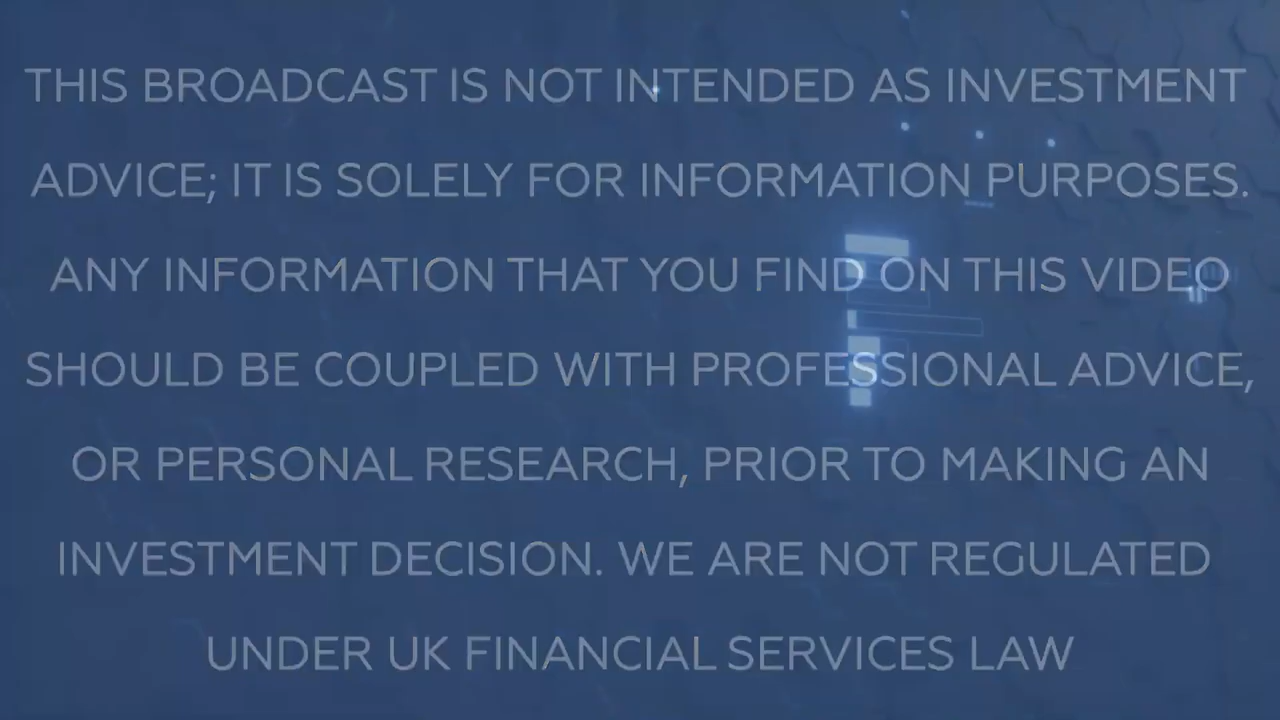 THIS BROADCAST IS NOT INTENDED AS INVESTMENT
ADVICE; IT IS SOLELY FOR INFORMATION PURPOSES.
ANY INFORMATION THAT YOU FIND ON THIS VIDEO
SHOULD BE COUPLED WITH PROFESSIONAL ADVICE,
OR PERSONAL RESEARCH, PRIOR TO MAKING AN
INVESTMENT DECISION. WE ARE NOT REGULATED
UNDER UK FINANCIAL SERVICES LAW